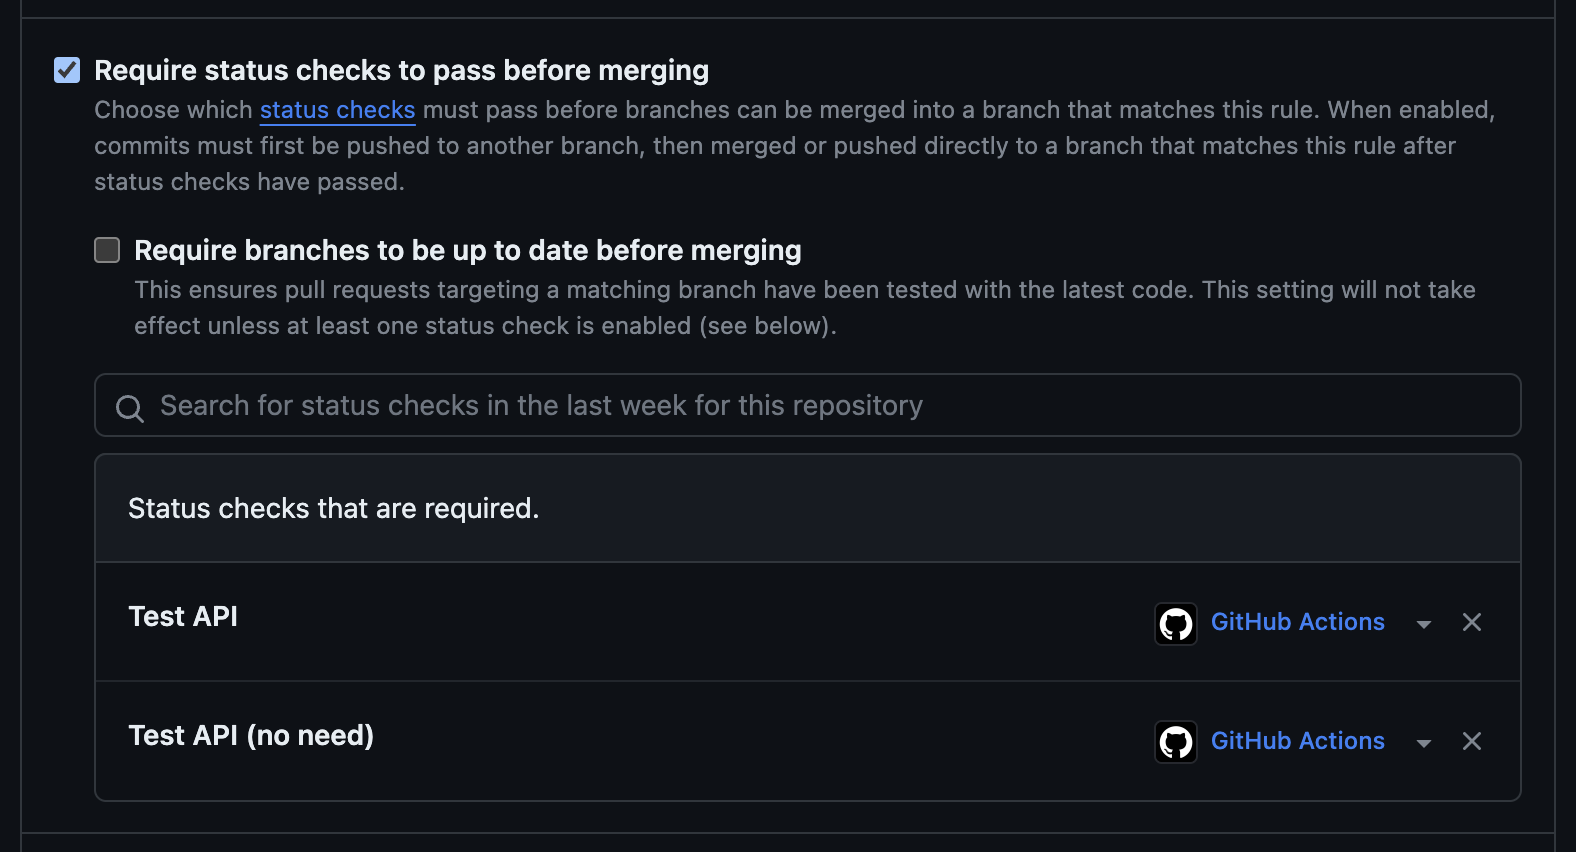 Require status checks to pass before merging
Choose which status checks must pass before branches can be merged into a branch that matches this rule. When enabled,
commits must first be pushed to another branch, then merged or pushed directly to a branch that matches this rule after
status checks have passed.
Require branches to be up to date before merging
This ensures pull requests targeting a matching branch have been tested with the latest code. This setting will not take
effect unless at least one status check is enabled (see below).
Search for status checks in the last week for this repository
Status checks that are required.
Test API GitHub Actions
Test API (no need) GitHub Actions